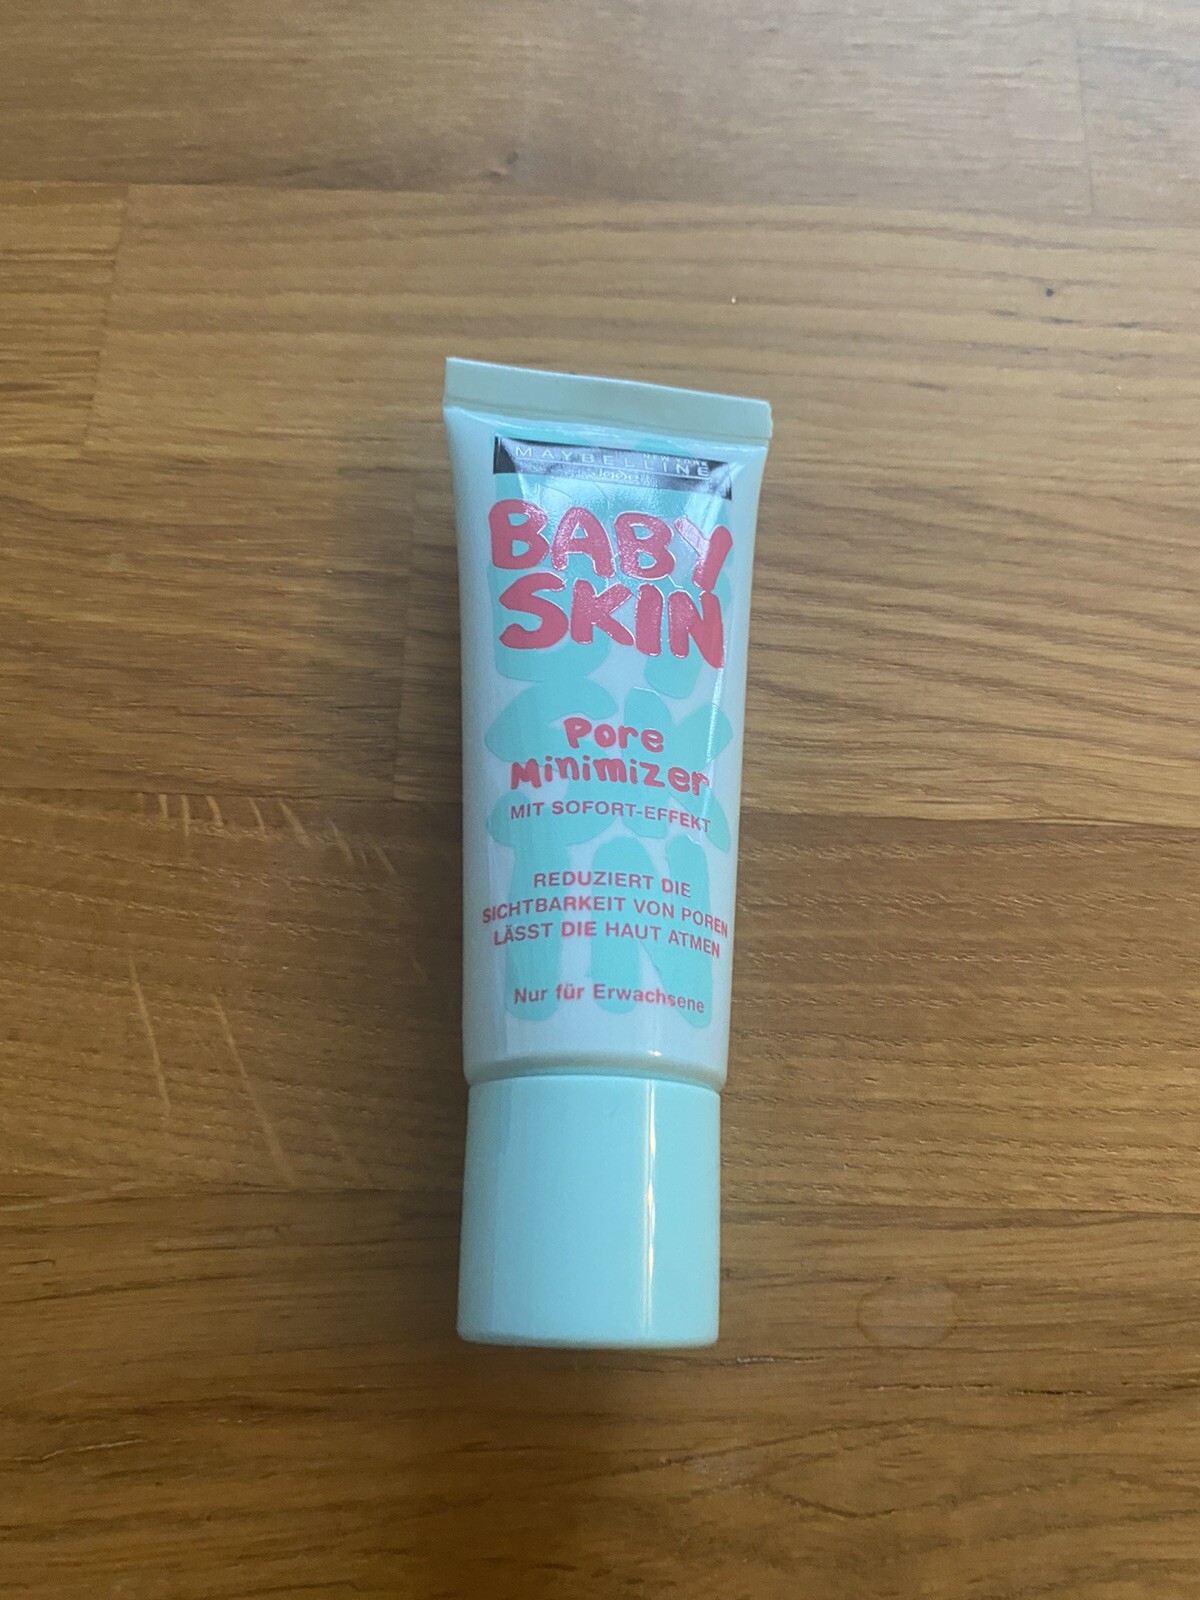 MAYBELLINE
NEW YORK
BABY
SKIN
Pore
Minimizer
MIT SOFORT-EFFEKT
REDUZIERT DIE
SICHTBARKEIT VON POREN
LÄSST DIE HAUT ATMEN
Nur für Erwachsene